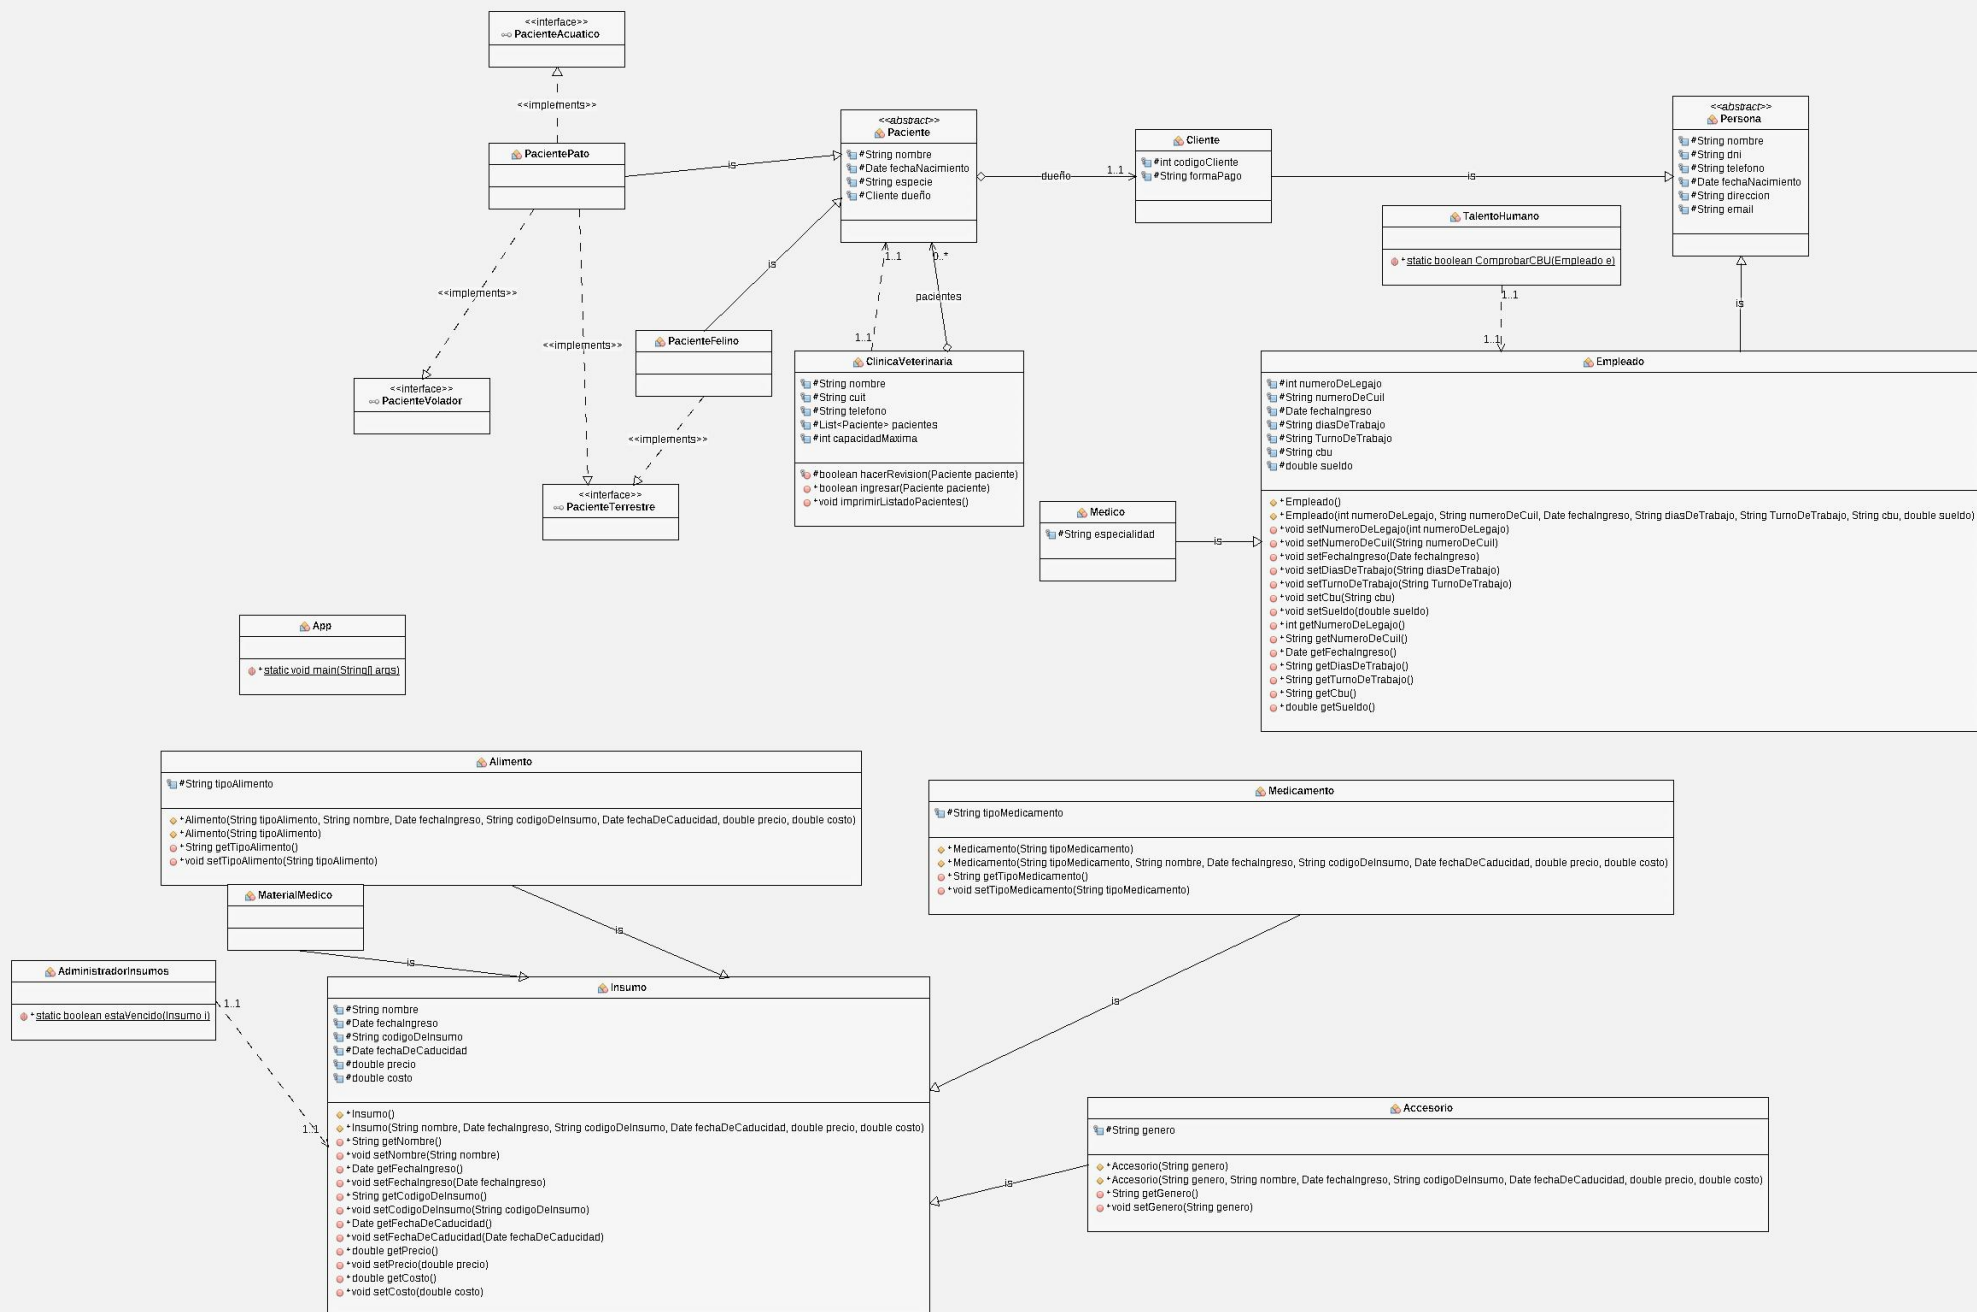 <<interface>>
PacienteAcuatico
<<implements>>
PacientePato
is
<<abstract>>
Paciente
#String nombre
#Date fechaNacimiento
#String especie
#Cliente dueño
dueño
1..1
Cliente
#int codigoCliente
#String formaPago
is
<<abstract>>
Persona
#String nombre
#String dni
#String telefono
#Date fechaNacimiento
#String direccion
#String email
TalentoHumano
+static boolean ComprobarCBU(Empleado e)
1..1
1..1
is
is
<<implements>>
<<implements>>
1..1
0..*
pacientes
1..1
<<interface>>
PacienteVolador
PacienteFelino
<<implements>>
<<interface>>
PacienteTerrestre
ClinicaVeterinaria
#String nombre
#String cuit
#String telefono
#List<Paciente> pacientes
#int capacidadMaxima
#boolean hacerRevision(Paciente paciente)
+boolean ingresar(Paciente paciente)
+void imprimirListadoPacientes()
Medico
#String especialidad
is
Empleado
#int numeroDeLegajo
#String numeroDeCuil
#Date fechaIngreso
#String diasDeTrabajo
#String TurnoDeTrabajo
#String cbu
#double sueldo
+Empleado()
+Empleado(int numeroDeLegajo, String numeroDeCuil, Date fechaIngreso, String diasDeTrabajo, String TurnoDeTrabajo, String cbu, double sueldo)
+void setNumeroDeLegajo(int numeroDeLegajo)
+void setNumeroDeCuil(String numeroDeCuil)
+void setFechaIngreso(Date fechaIngreso)
+void setDiasDeTrabajo(String diasDeTrabajo)
+void setTurnoDeTrabajo(String TurnoDeTrabajo)
+void setCbu(String cbu)
+void setSueldo(double sueldo)
+int getNumeroDeLegajo()
+String getNumeroDeCuil()
+Date getFechaIngreso()
+String getDiasDeTrabajo()
+String getTurnoDeTrabajo()
+String getCbu()
+double getSueldo()
App
+static void main(String[] args)
Alimento
#String tipoAlimento
+Alimento(String tipoAlimento, String nombre, Date fechaIngreso, String codigoDeInsumo, Date fechaDeCaducidad, double precio, double costo)
+Alimento(String tipoAlimento)
+String getTipoAlimento()
+void setTipoAlimento(String tipoAlimento)
Medicamento
#String tipoMedicamento
+Medicamento(String tipoMedicamento)
+Medicamento(String tipoMedicamento, String nombre, Date fechaIngreso, String codigoDeInsumo, Date fechaDeCaducidad, double precio, double costo)
+String getTipoMedicamento()
+void setTipoMedicamento(String tipoMedicamento)
MaterialMedico
is
is
is
AdministradorInsumos
+static boolean estaVencido(Insumo i)
1..1
1..1
Insumo
#String nombre
#Date fechaIngreso
#String codigoDeInsumo
#Date fechaDeCaducidad
#double precio
#double costo
+Insumo()
+Insumo(String nombre, Date fechaIngreso, String codigoDeInsumo, Date fechaDeCaducidad, double precio, double costo)
+String getNombre()
+void setNombre(String nombre)
+Date getFechaIngreso()
+void setFechaIngreso(Date fechaIngreso)
+String getCodigoDeInsumo()
+void setCodigoDeInsumo(String codigoDeInsumo)
+Date getFechaDeCaducidad()
+void setFechaDeCaducidad(Date fechaDeCaducidad)
+double getPrecio()
+void setPrecio(double precio)
+double getCosto()
+void setCosto(double costo)
is
Accesorio
#String genero
+Accesorio(String genero)
+Accesorio(String genero, String nombre, Date fechaIngreso, String codigoDeInsumo, Date fechaDeCaducidad, double precio, double costo)
+String getGenero()
+void setGenero(String genero)